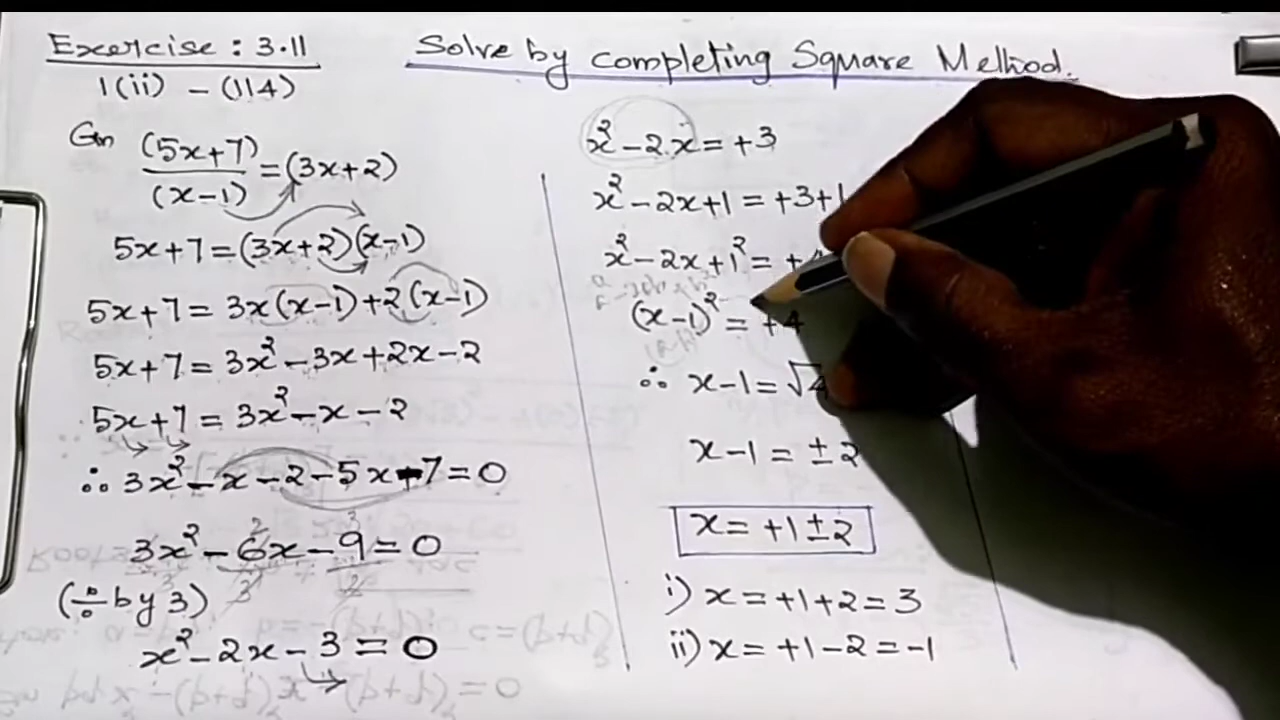 Exercise : 3.11
1(ii) - (114)
Solve by completing Square Method.
Gn (5x+7)/(x-1) = (3x+2)
5x+7 = (3x+2)(x-1)
5x+7 = 3x(x-1)+2(x-1)
5x+7 = 3x² - 3x + 2x - 2
5x+7 = 3x² - x - 2
∴ 3x² - x - 2 - 5x - 7 = 0
3x² - 6x - 9 = 0
(÷ by 3)
x² - 2x - 3 = 0
x² - 2x = +3
x² - 2x + 1 = +3+1
x² - 2x + 1² = +4
(x-1)² = +4
∴ x-1 = √4
x-1 = ± 2
x = +1 ± 2
i) x = +1+2 = 3
ii) x = +1-2 = -1